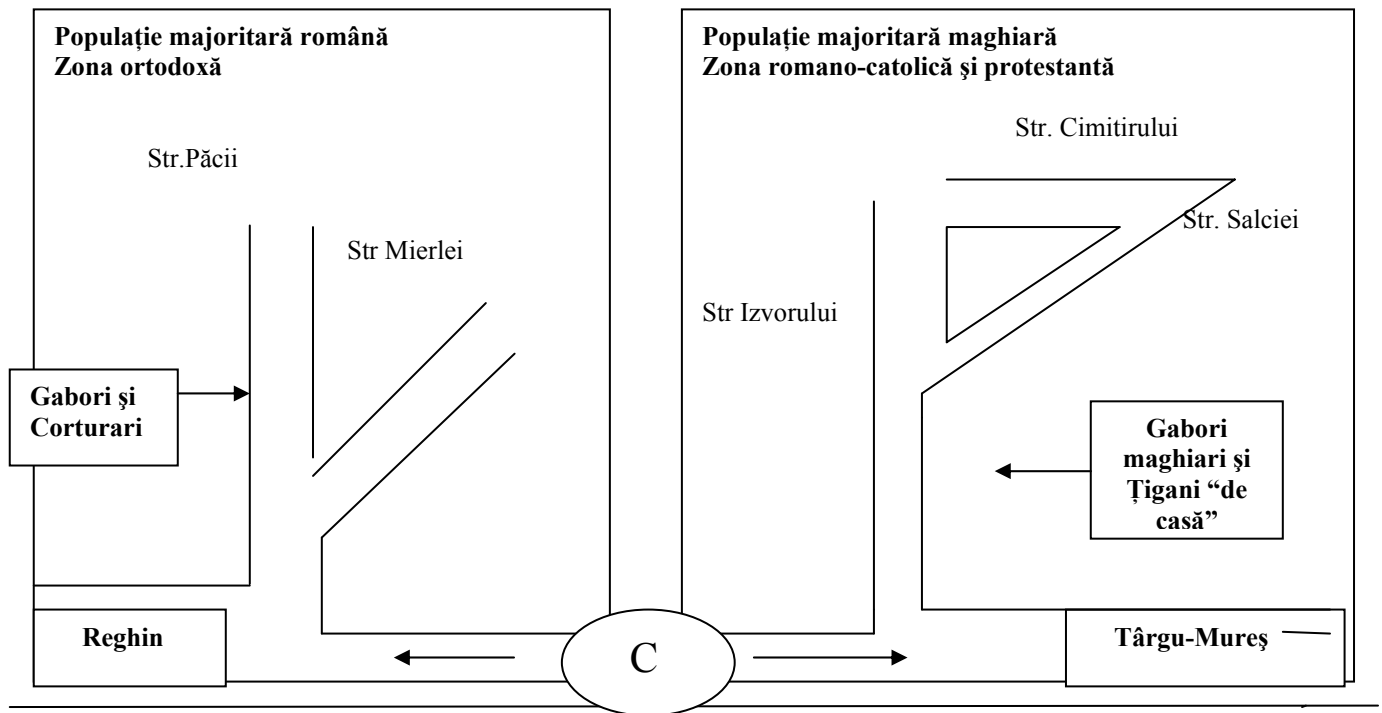 Populație majoritară română
Zona ortodoxă
Str.Păcii
Str Mierlei
Gabori şi
Corturari
Reghin
C
Populație majoritară maghiară
Zona romano-catolică şi protestantă
Str. Cimitirului
Str. Salciei
Str Izvorului
Gabori
maghiari şi
Țigani “de
casă”
Târgu-Mureş